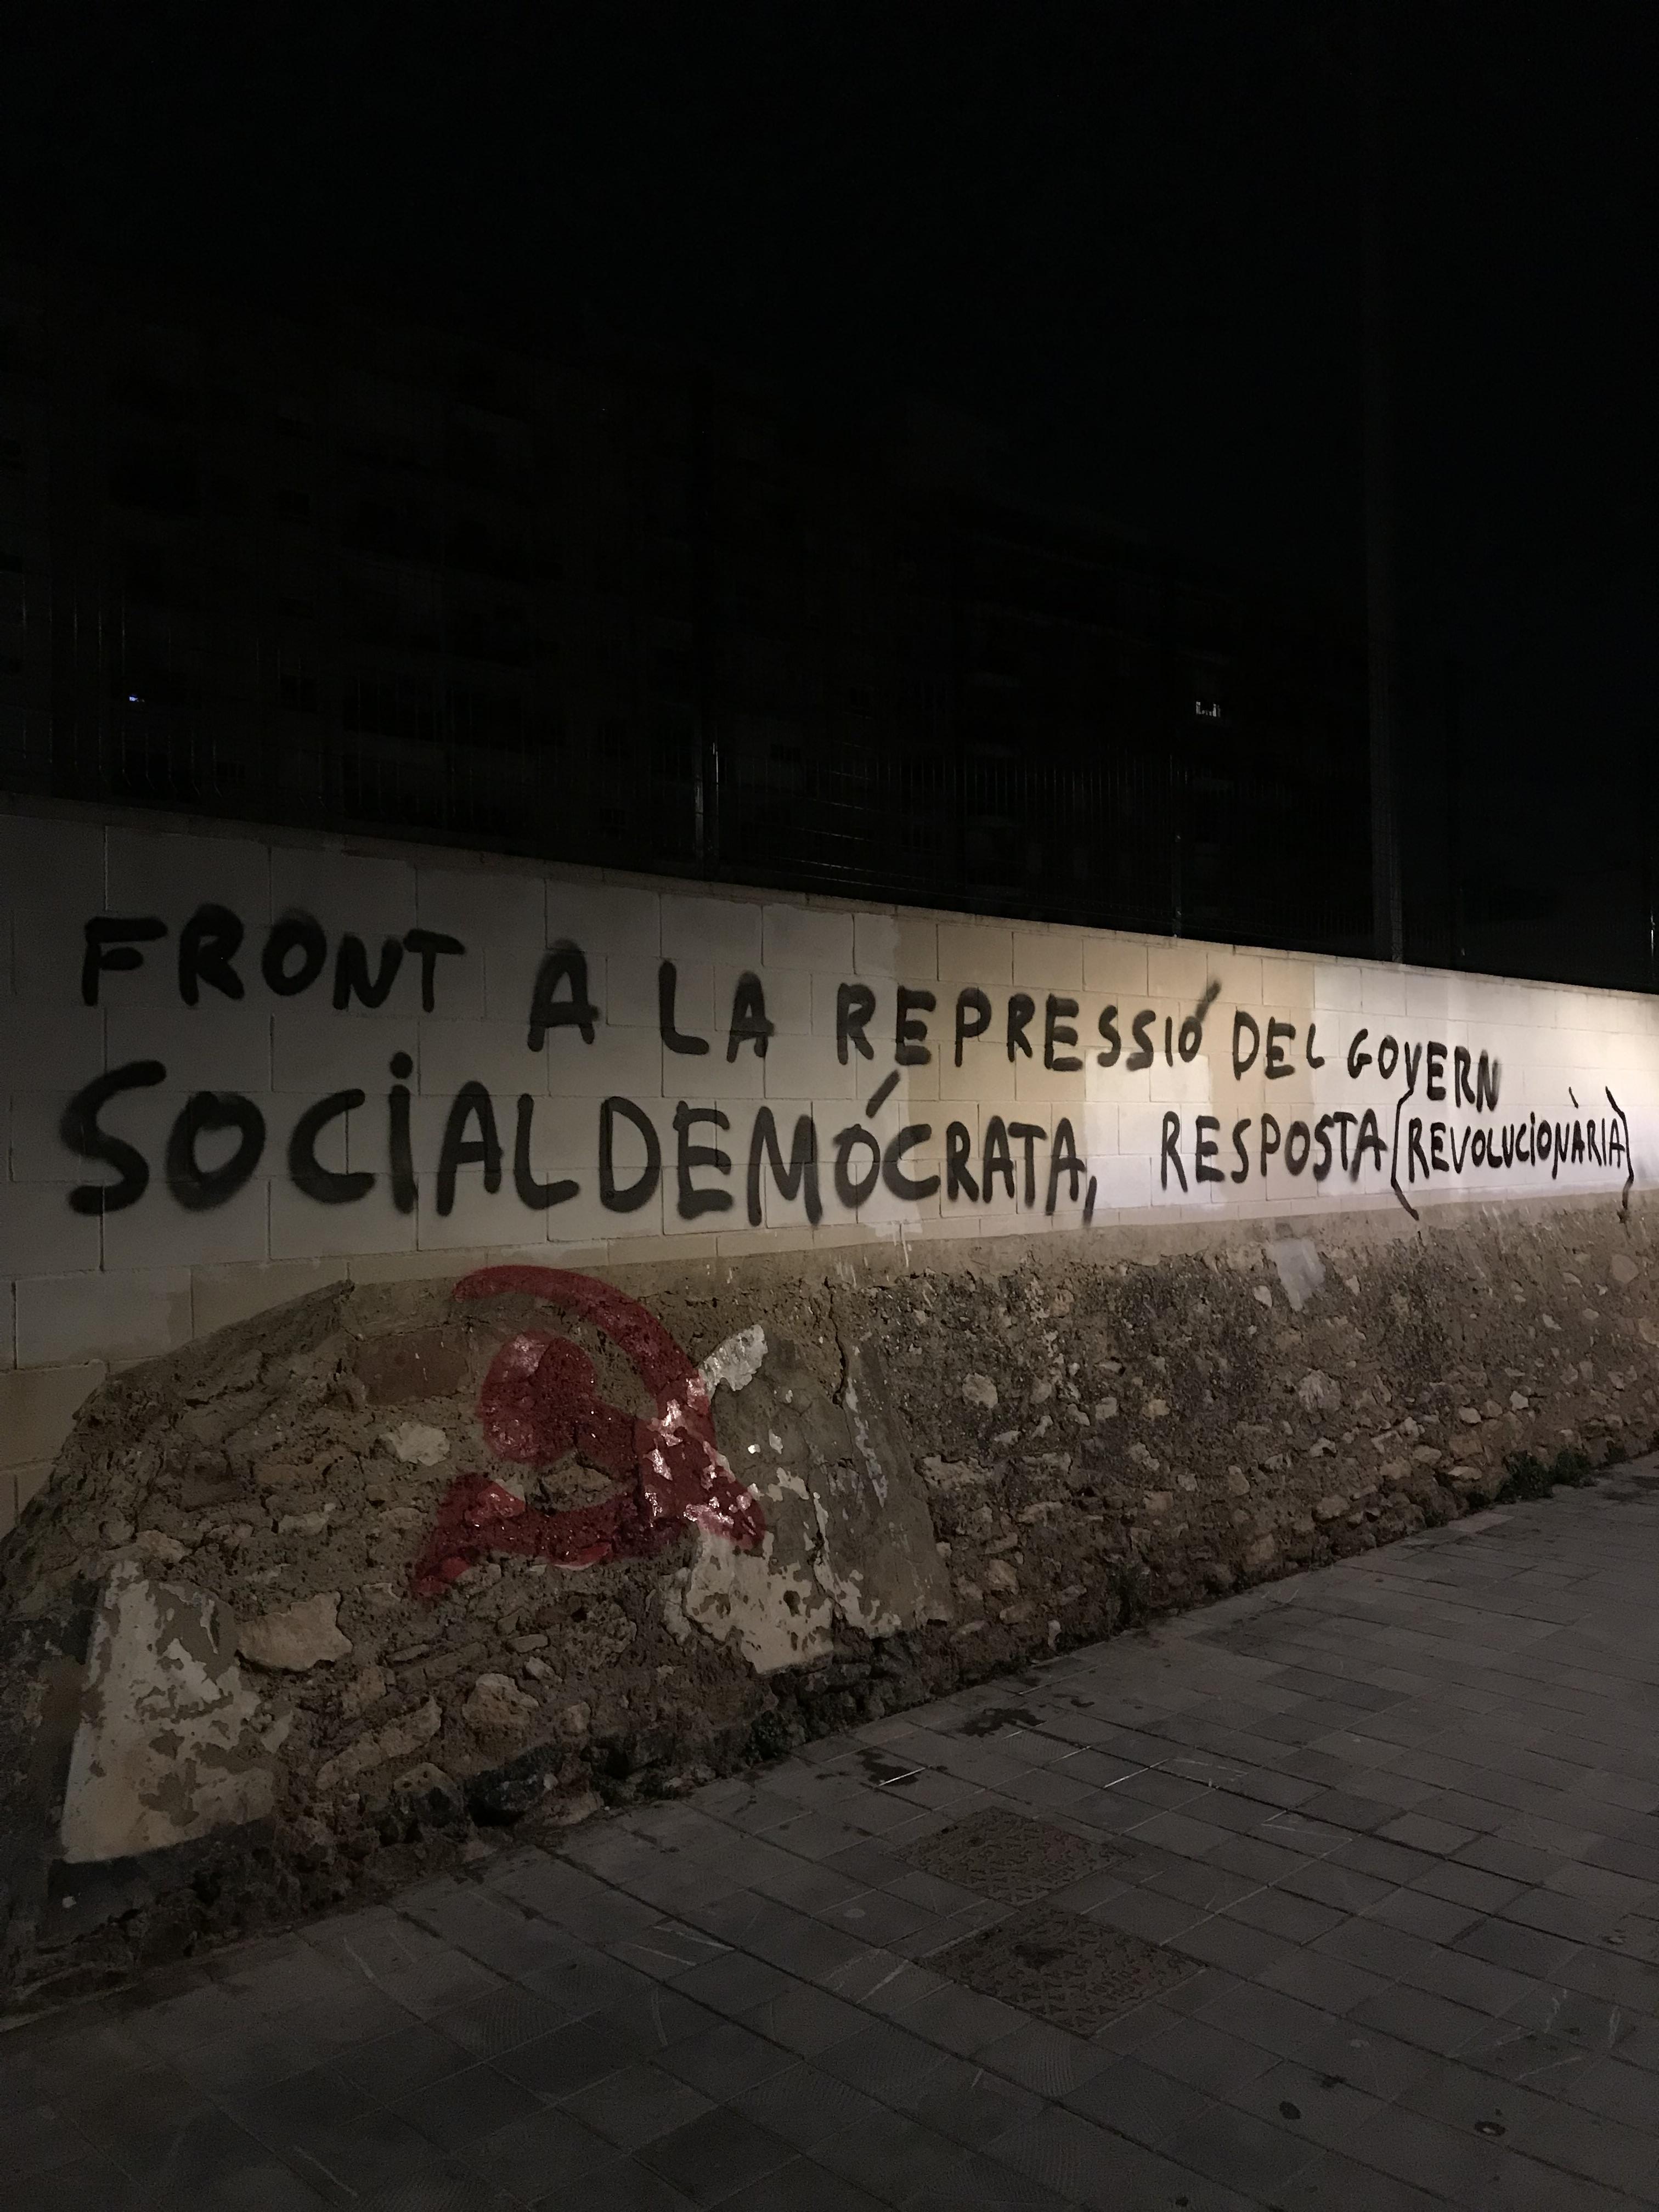 FRONT A LA REPRESSIÓ DEL GOVERN
SOCIALDEMÓCRATA, RESPOSTA (REVOLUCIONÀRIA)